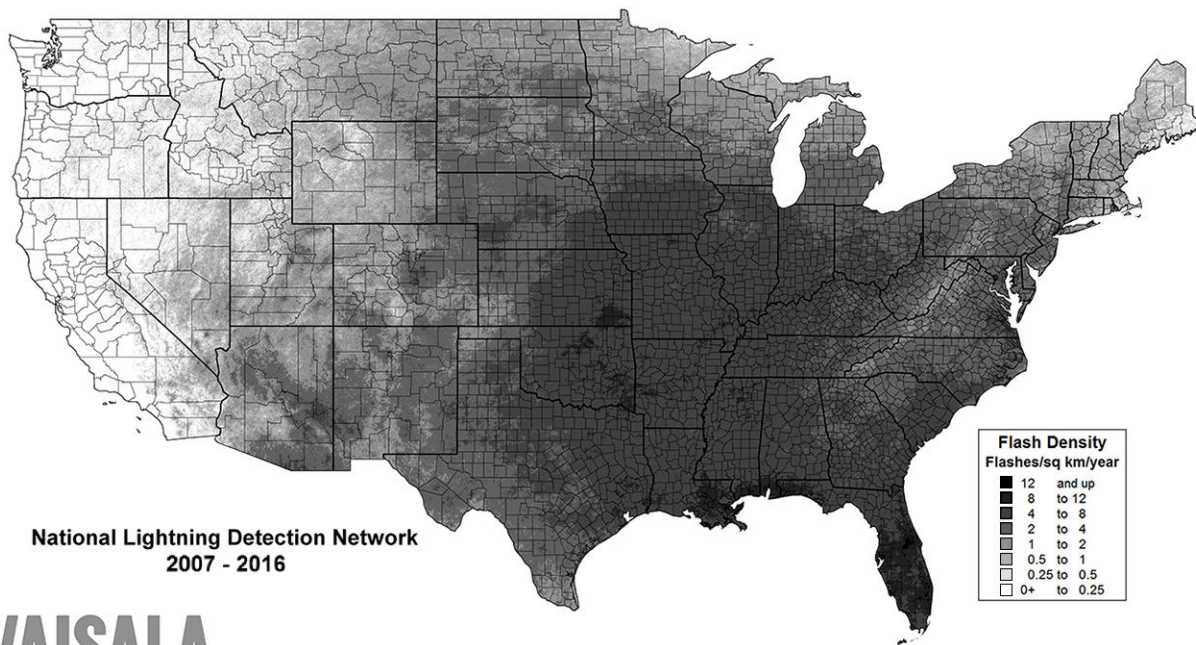 National Lightning Detection Network
2007 - 2016
VAISALA
Flash Density
Flashes/sq km/year
12 and up
8 to 12
4 to 8
2 to 4
1 to 2
0.5 to 1
0.25 to 0.5
0+ to 0.25